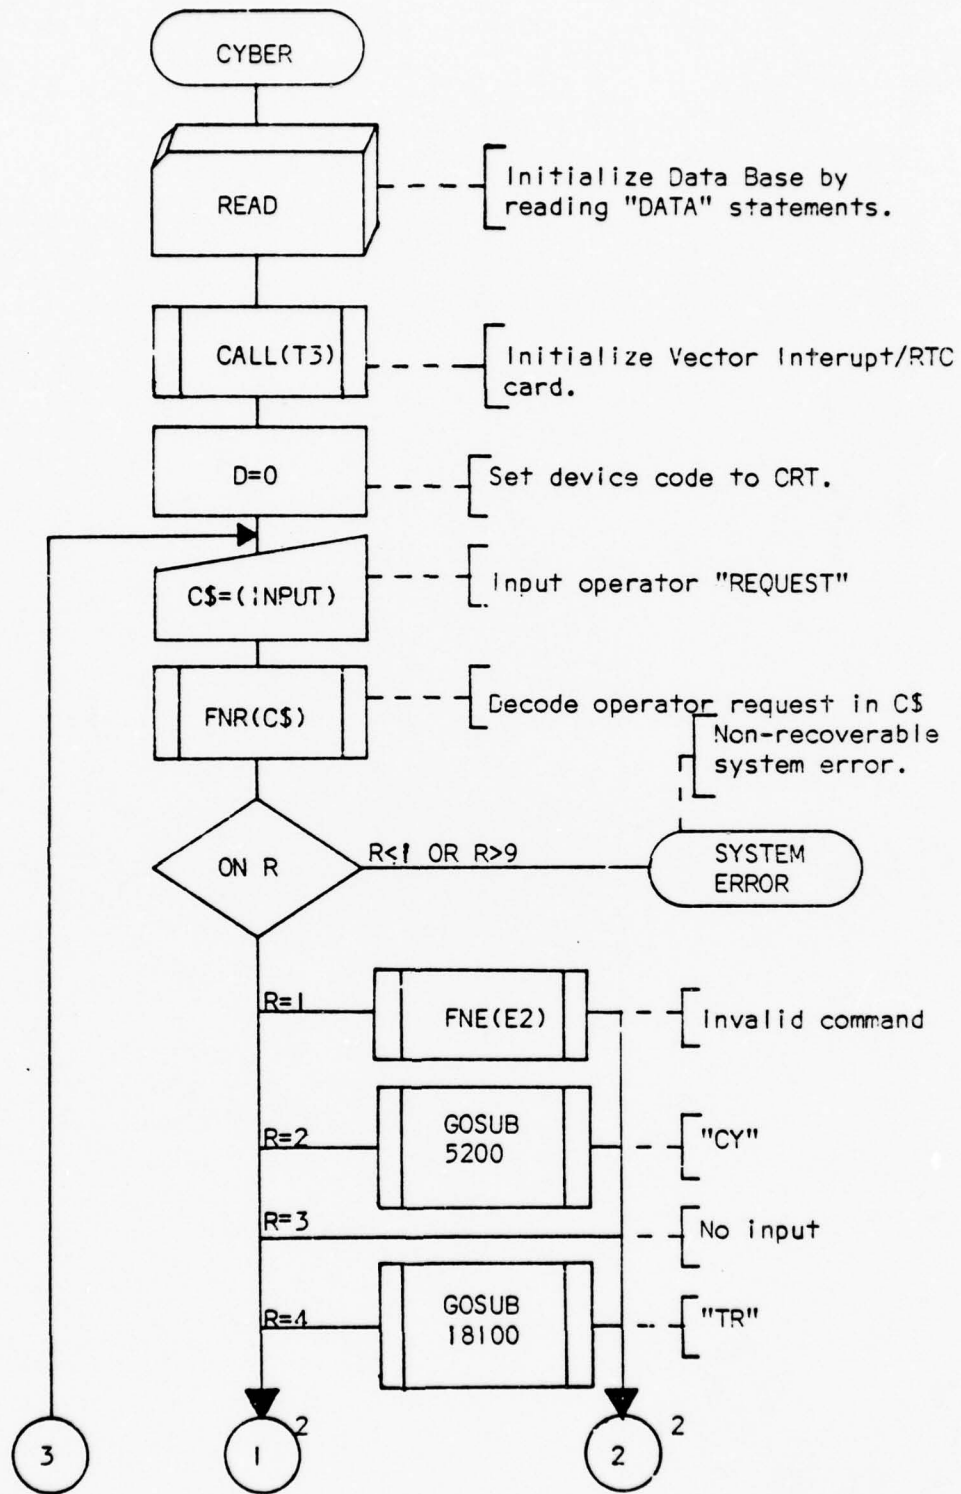 CYBER
READ
Initialize Data Base by
reading "DATA" statements.
CALL(T3)
Initialize Vector Interupt/RTC
card.
D=0
Set device code to CRT.
C$=(INPUT)
Input operator "REQUEST"
FNR(C$)
Decode operator request in C$
Non-recoverable
system error.
ON R
R<1 OR R>9
SYSTEM
ERROR
R=1
FNE(E2)
Invalid command
R=2
GOSUB
5200
"CY"
R=3
No input
R=4
GOSUB
18100
"TR"
3
1
2
2
2